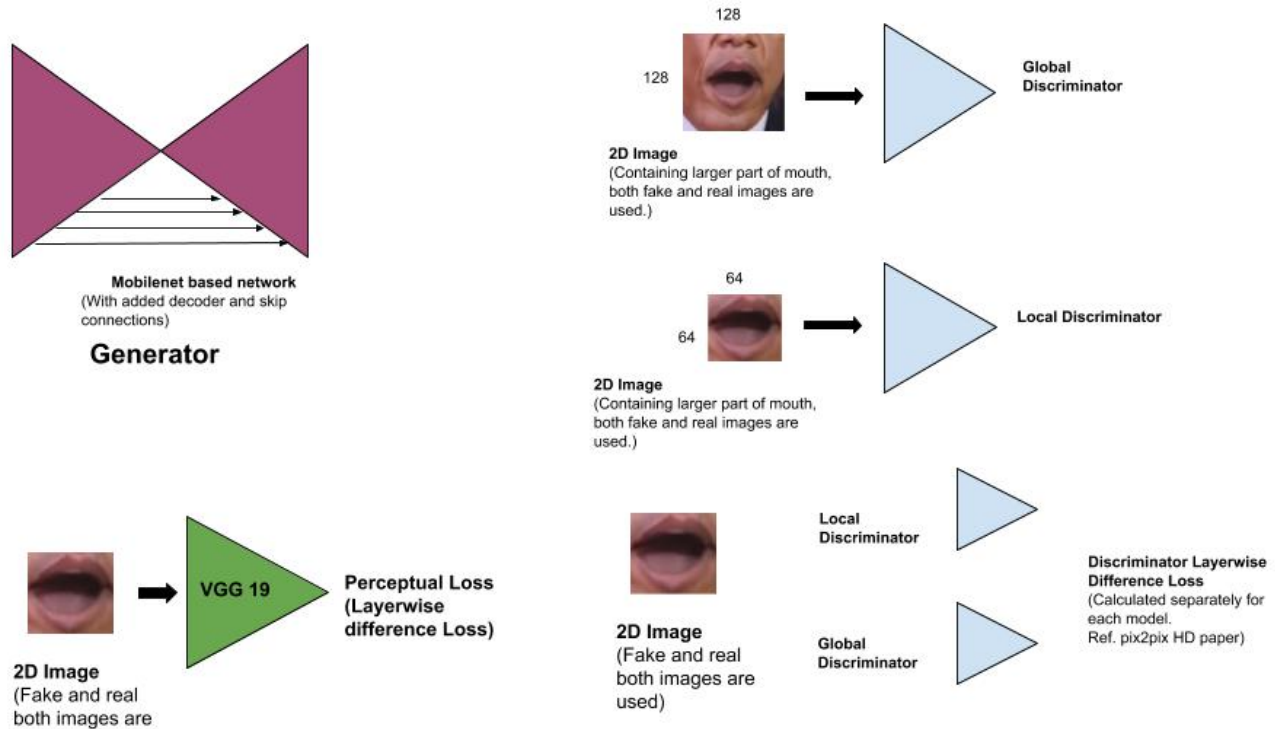 Mobilenet based network
(With added decoder and skip
connections)
Generator
128
128
2D Image
(Containing larger part of mouth,
both fake and real images are
used.)
Global
Discriminator
64
64
2D Image
(Containing larger part of mouth,
both fake and real images are
used.)
Local Discriminator
VGG 19
Perceptual Loss
(Layerwise
difference Loss)
2D Image
(Fake and real
both images are
2D Image
(Fake and real
both images are
used)
Local
Discriminator
Global
Discriminator
Discriminator Layerwise
Difference Loss
(Calculated separately for
each model.
Ref. pix2pix HD paper)